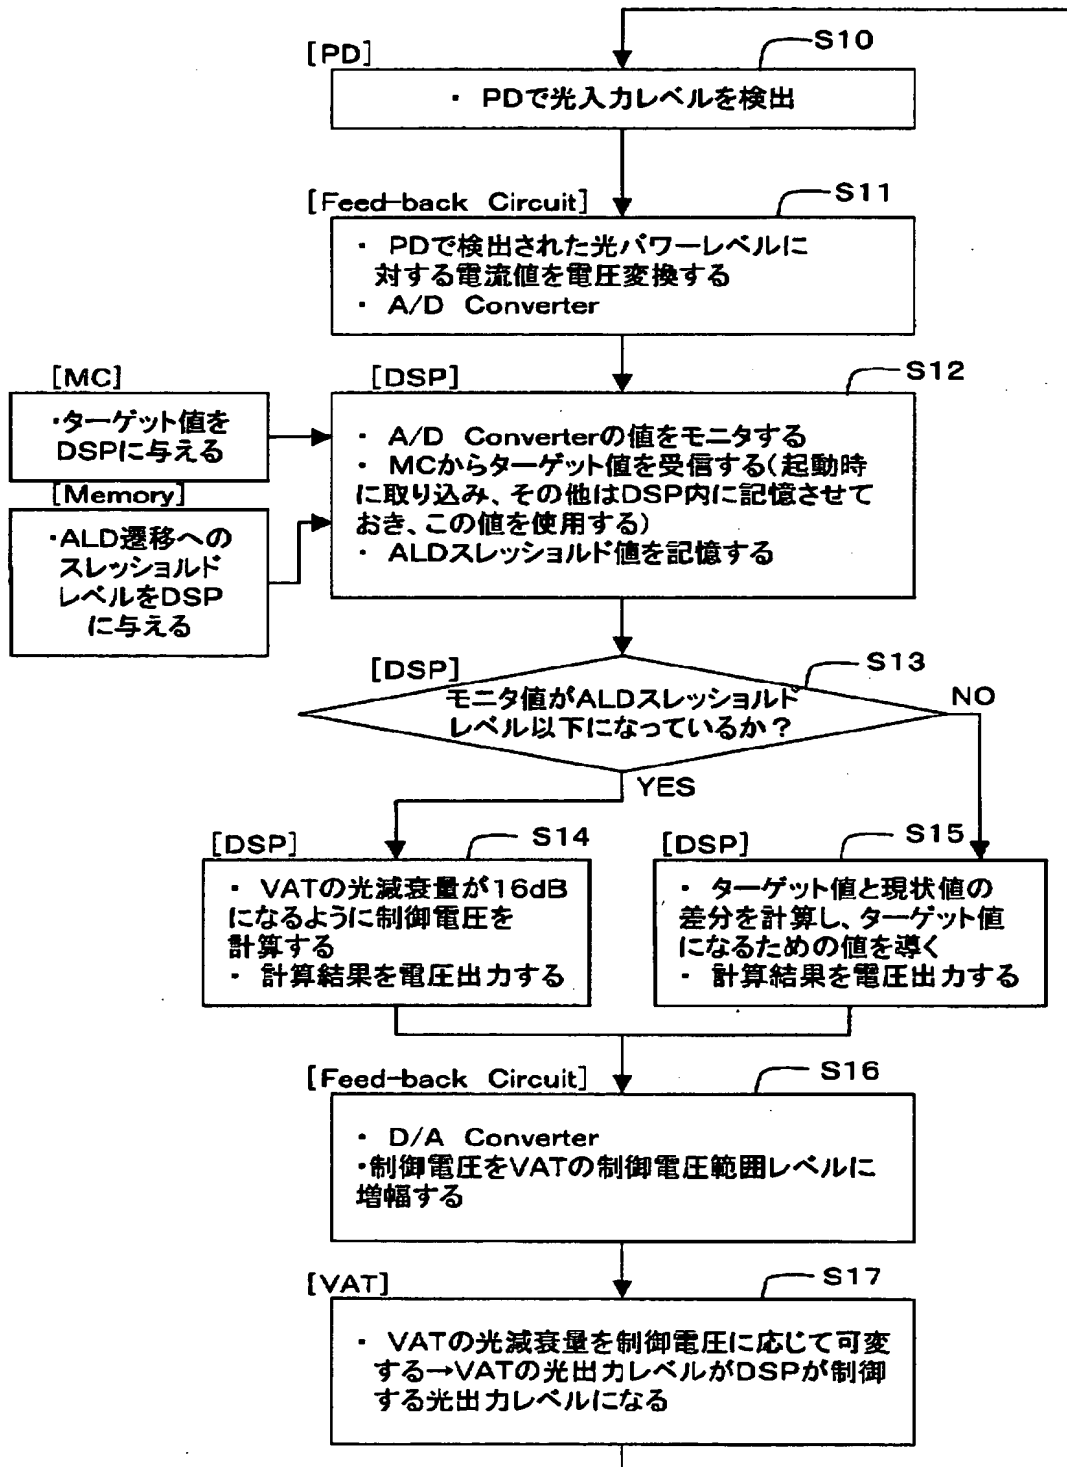 [PD]
S10
・ PDで光入力レベルを検出
[Feed-back Circuit]
S11
・ PDで検出された光パワーレベルに
対する電流値を電圧変換する
・ A/D Converter
[MC]
・ターゲット値を
DSPに与える
[Memory]
・ALD遷移への
スレッショルド
レベルをDSP
に与える
[DSP]
S12
・ A/D Converterの値をモニタする
・ MCからターゲット値を受信する(起動時
に取り込み、その他はDSP内に記憶させて
おき、この値を使用する)
・ ALDスレッショルド値を記憶する
[DSP]
S13
モニタ値がALDスレッショルド
レベル以下になっているか?
NO
YES
[DSP]
S14
・ VATの光減衰量が16dB
になるように制御電圧を
計算する
・ 計算結果を電圧出力する
[DSP]
S15
・ ターゲット値と現状値の
差分を計算し、ターゲット値
になるための値を導く
・ 計算結果を電圧出力する
[Feed-back Circuit]
S16
・ D/A Converter
・制御電圧をVATの制御電圧範囲レベルに
増幅する
[VAT]
S17
・ VATの光減衰量を制御電圧に応じて可変
する→VATの光出力レベルがDSPが制御
する光出力レベルになる